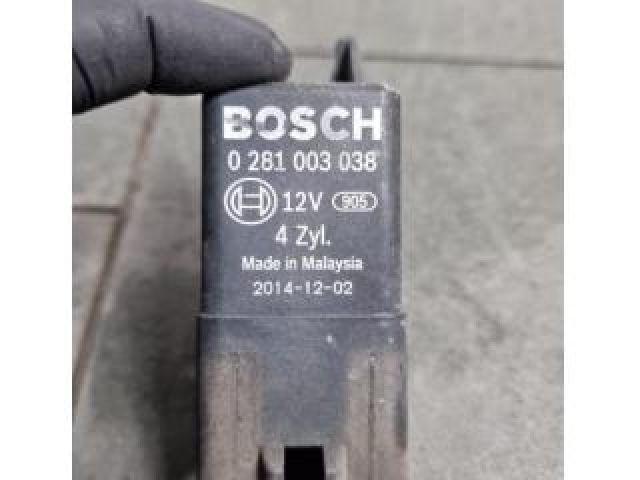 BOSCH
0 281 003 038
12V 905
4 Zyl.
Made in Malaysia
2014-12-02